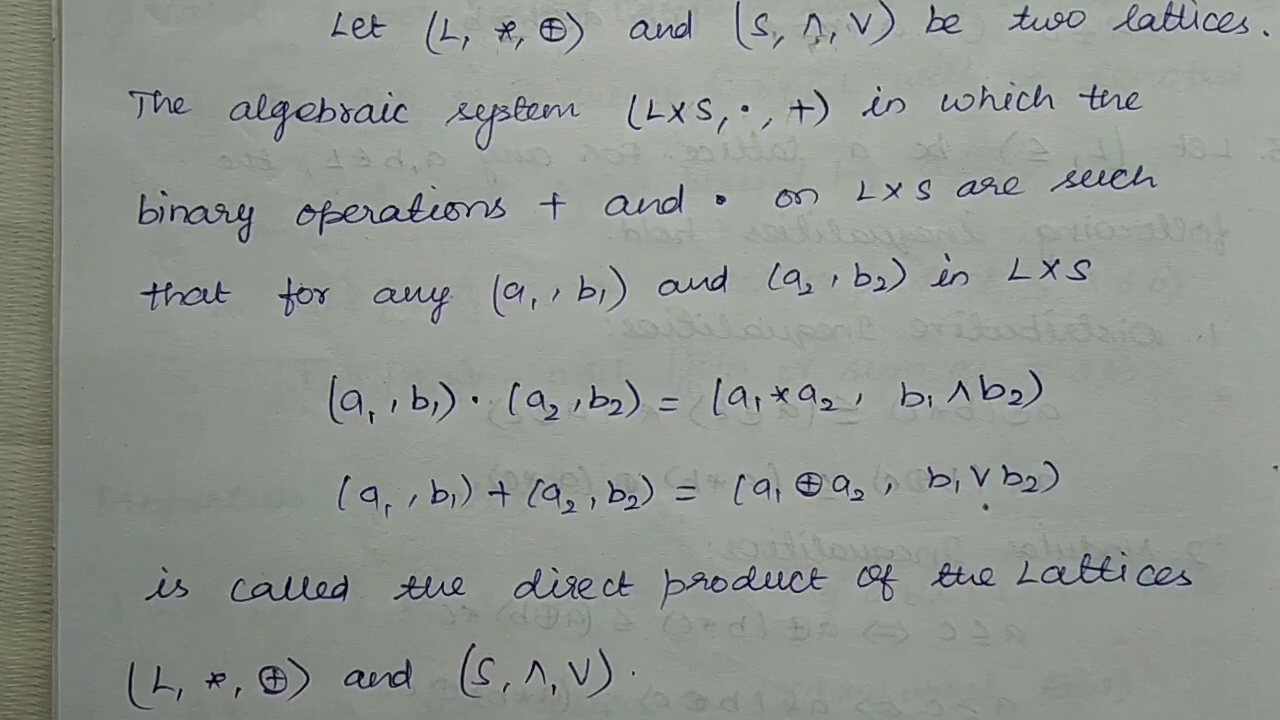 Let (L, *, ⊕) and (S, ∧, ∨) be two lattices.
The algebraic system (L×S, ·, +) in which the
binary operations + and · on L×S are such
that for any (a₁, b₁) and (a₂, b₂) in L×S
(a₁, b₁) · (a₂, b₂) = (a₁ * a₂, b₁ ∧ b₂)
(a₁, b₁) + (a₂, b₂) = (a₁ ⊕ a₂, b₁ ∨ b₂)
is called the direct product of the Lattices
(L, *, ⊕) and (S, ∧, ∨).